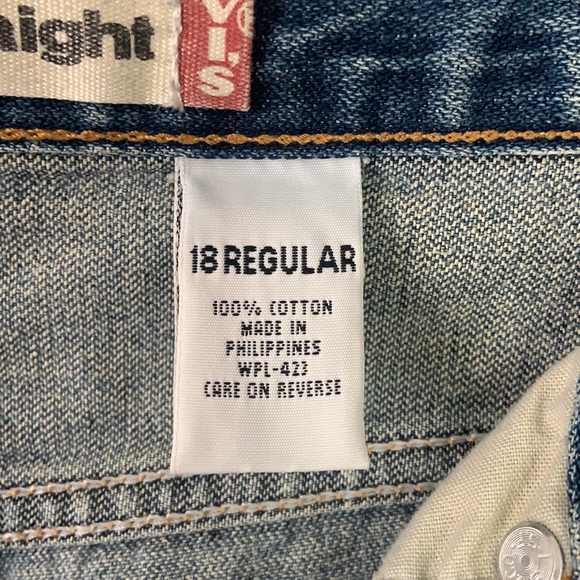 aight
VI'S
®
18 REGULAR
100% COTTON
MADE IN
PHILIPPINES
WPL-423
CARE ON REVERSE